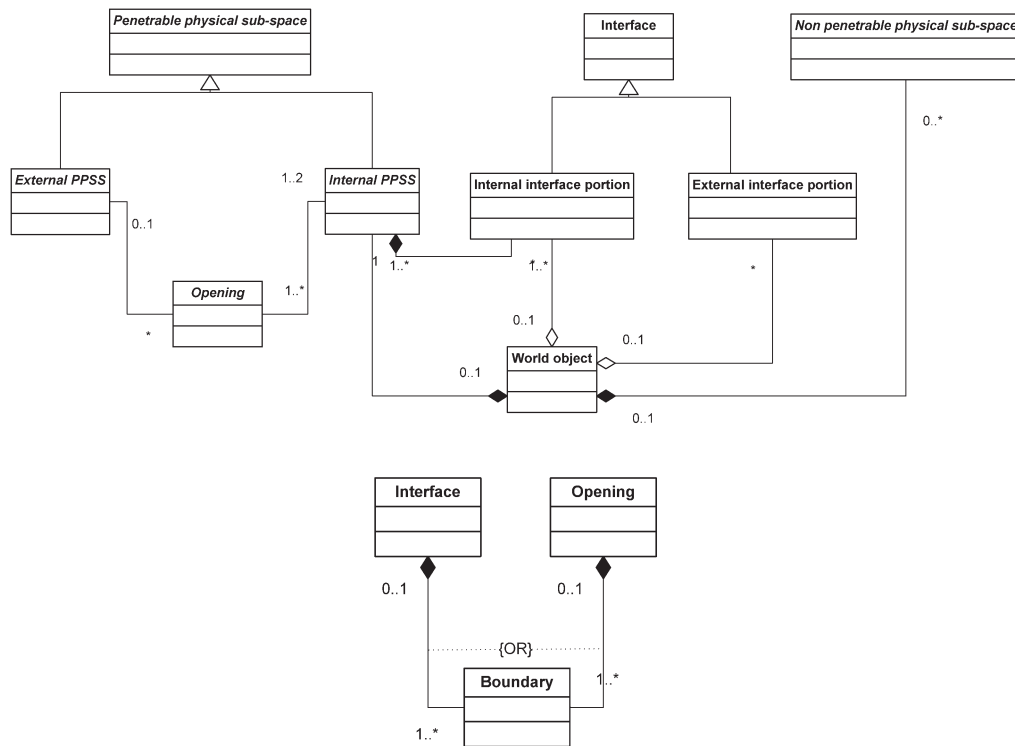 Penetrable physical sub-space
Interface
Non penetrable physical sub-space
0..*
External PPSS
1..2
Internal PPSS
Internal interface portion
External interface portion
0..1
1
1..*
*
1..*
*
Opening
1..*
*
0..1
0..1
World object
0..1
0..1
Interface
Opening
0..1
0..1
{OR}
Boundary
1..*
1..*